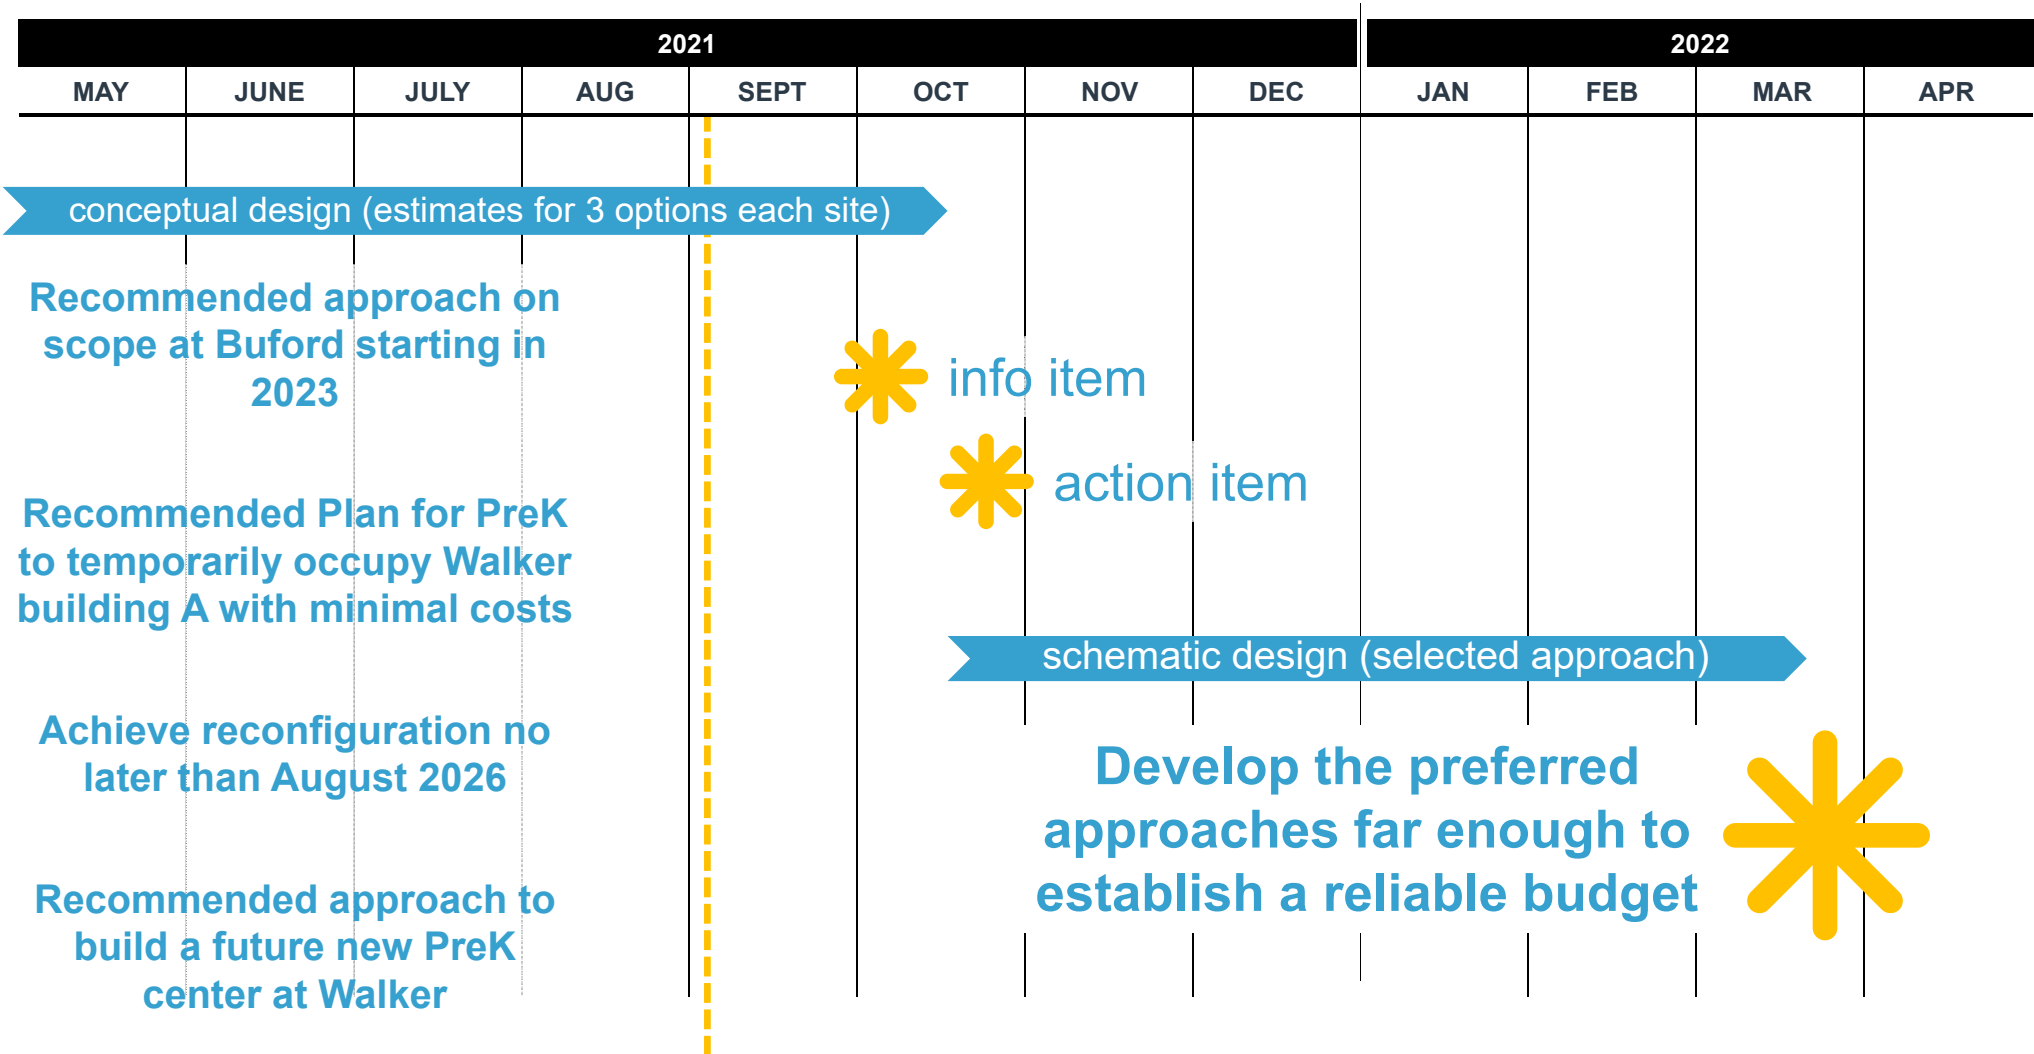 2021
2022
MAY
JUNE
JULY
AUG
SEPT
OCT
NOV
DEC
JAN
FEB
MAR
APR
conceptual design (estimates for 3 options each site)
Recommended approach on
scope at Buford starting in
2023
info item
action item
Recommended Plan for PreK
to temporarily occupy Walker
building A with minimal costs
schematic design (selected approach)
Achieve reconfiguration no
later than August 2026
Develop the preferred
approaches far enough to
establish a reliable budget
Recommended approach to
build a future new PreK
center at Walker